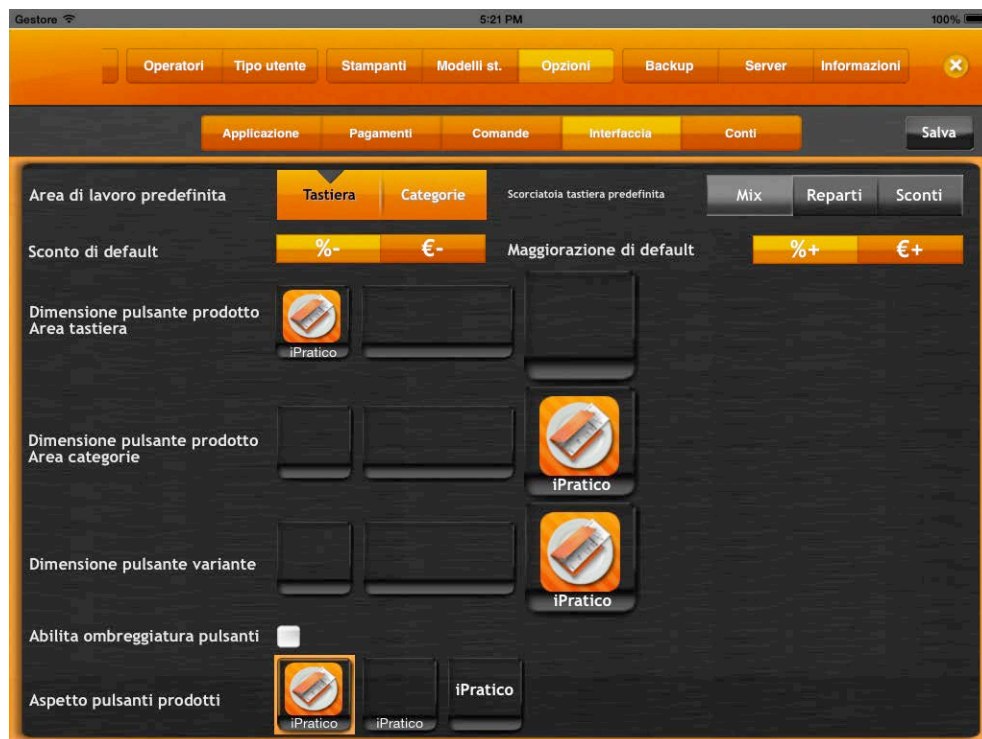 Gestore 5:21 PM 100%
Operatori Tipo utente Stampanti Modelli st. Opzioni Backup Server Informazioni
Applicazione Pagamenti Comande Interfaccia Conti Salva
Area di lavoro predefinita Tastiera Categorie Scorciatoia tastiera predefinita Mix Reparti Sconti
Sconto di default %- €- Maggiorazione di default %+ €+
Dimensione pulsante prodotto
Area tastiera
iPratico
Dimensione pulsante prodotto
Area categorie
iPratico
Dimensione pulsante variante
iPratico
Abilita ombreggiatura pulsanti
Aspetto pulsanti prodotti iPratico iPratico iPratico